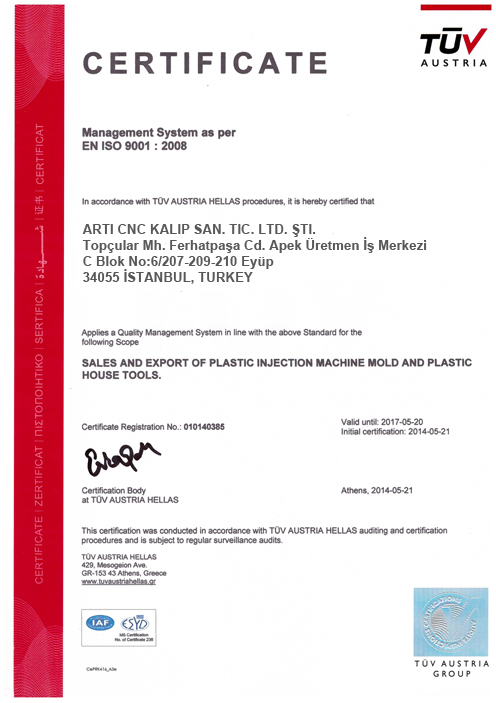 TÜV
AUSTRIA
CERTIFICATE
Management System as per
EN ISO 9001 : 2008
In accordance with TÜV AUSTRIA HELLAS procedures, it is hereby certified that
ARTI CNC KALIP SAN. TIC. LTD. ŞTI.
Topçular Mh. Ferhatpaşa Cd. Apek Üretmen İş Merkezi
C Blok No:6/207-209-210 Eyüp
34055 İSTANBUL, TURKEY
Applies a Quality Management System in line with the above Standard for the
following Scope
SALES AND EXPORT OF PLASTIC INJECTION MACHINE MOLD AND PLASTIC
HOUSE TOOLS.
Certificate Registration No.: 010140385
Valid until: 2017-05-20
Initial certification: 2014-05-21
Certification Body
at TÜV AUSTRIA HELLAS
Athens, 2014-05-21
This certification was conducted in accordance with TÜV AUSTRIA HELLAS auditing and certification
procedures and is subject to regular surveillance audits.
TÜV AUSTRIA HELLAS
429, Mesogeion Ave.
GR-153 43 Athens, Greece
www.tuvaustriahellas.gr
IAF
ESYD
MS Certification
No. of Certificate 236
TÜV AUSTRIA
GROUP
CERTIFICATE | ZERTIFICAT | ΠΙΣΤΟΠΟΙΗΤΙΚΟ | SERTIFICA | شهادة | 证书 | CERTIFICAT